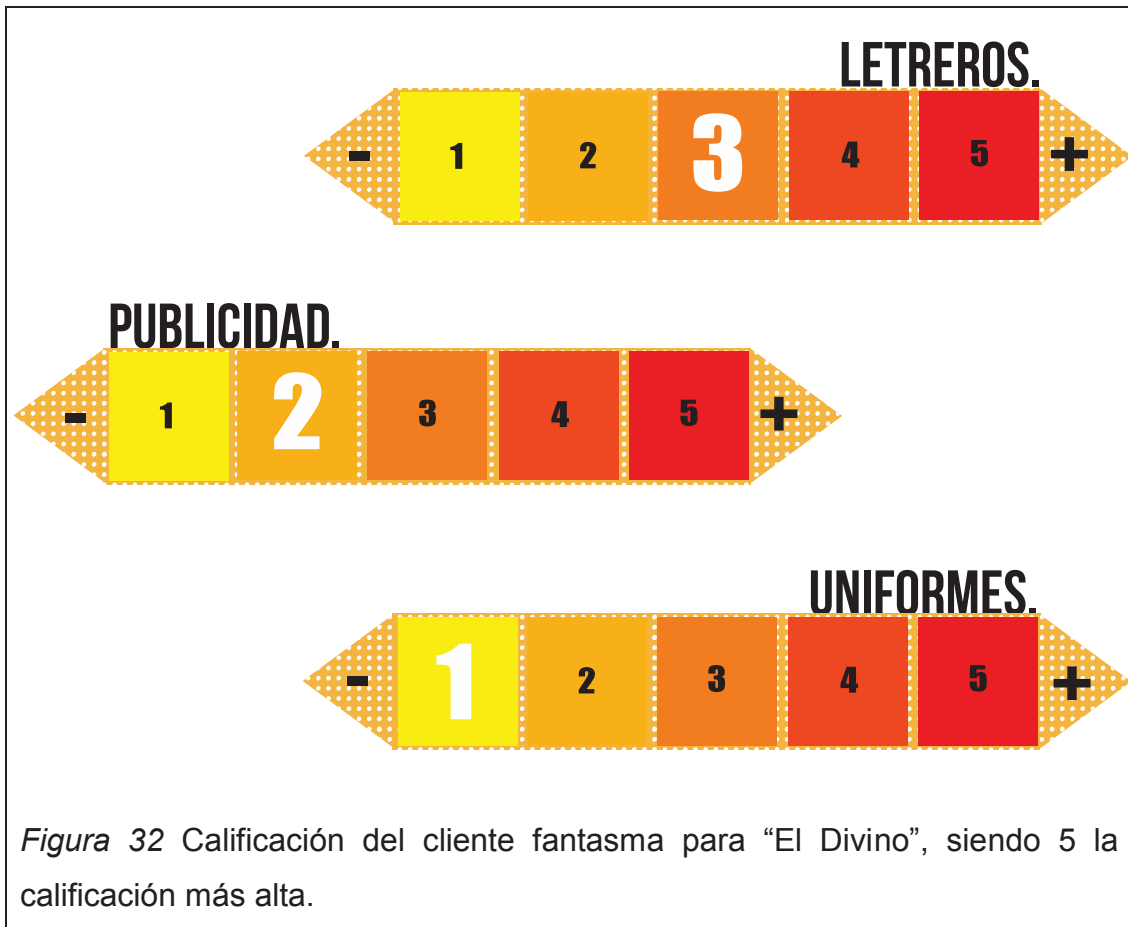 LETREROS.
- 1 2 3 4 5 +
PUBLICIDAD.
- 1 2 3 4 5 +
UNIFORMES.
- 1 2 3 4 5 +
Figura 32 Calificación del cliente fantasma para “El Divino”, siendo 5 la
calificación más alta.